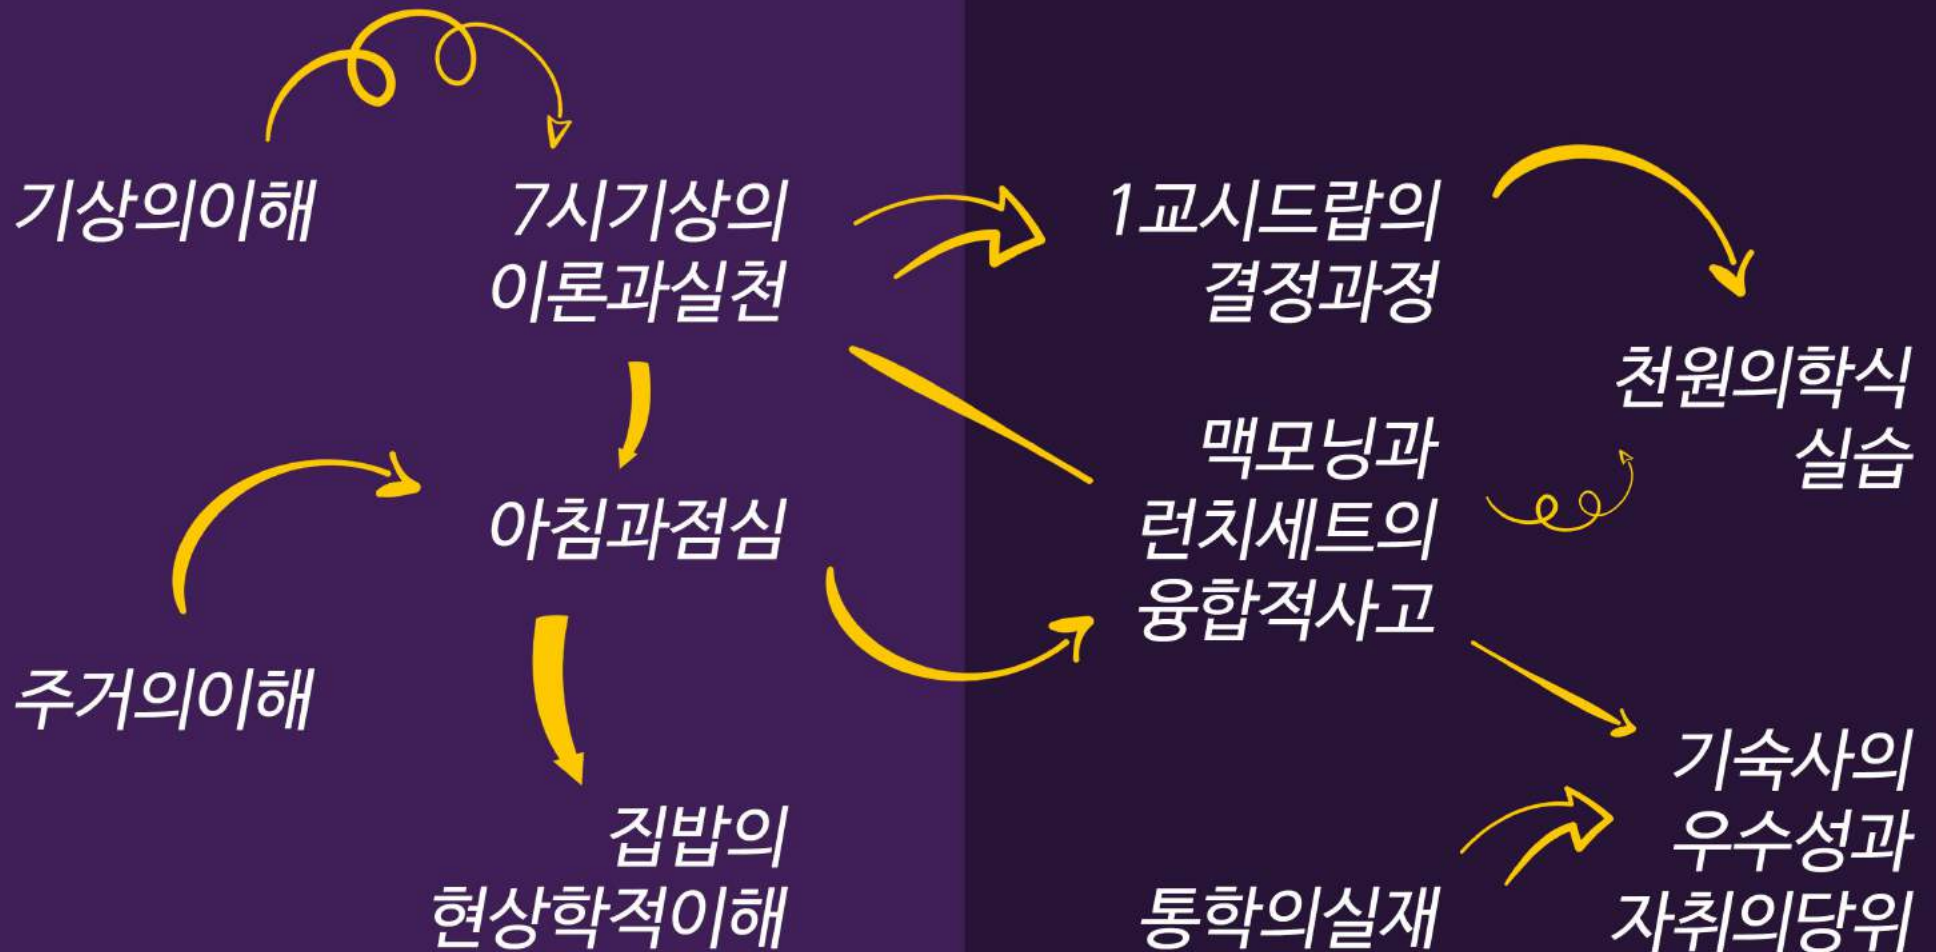 기상의이해
7시기상의
이론과실천
1교시드랍의
결정과정
천원의학식
실습
아침과점심
맥모닝과
런치세트의
융합적사고
주거의이해
집밥의
현상학적이해
통학의실재
기숙사의
우수성과
자취의당위